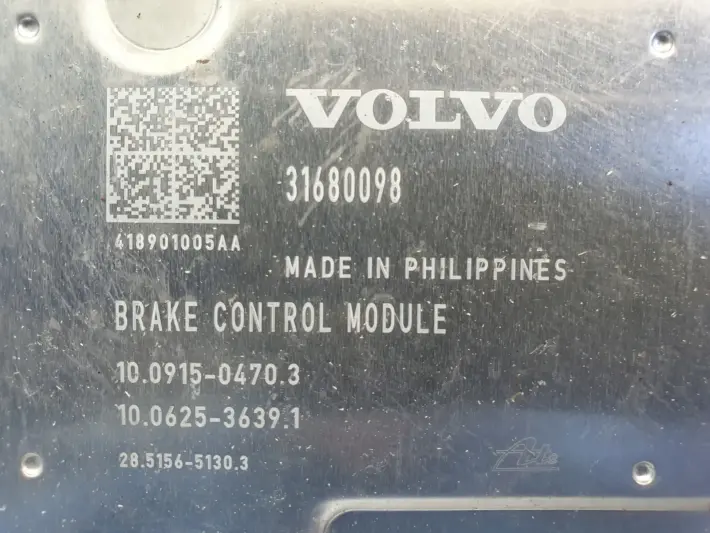 VOLVO
31680098
418901005AA
MADE IN PHILIPPINES
BRAKE CONTROL MODULE
10.0915-0470.3
10.0625-3639.1
28.5156-5130.3
Ate